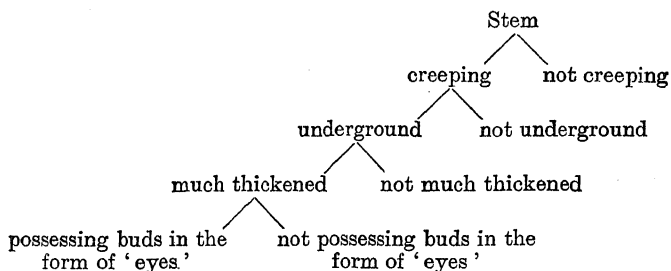 Stem
creeping not creeping
underground not underground
much thickened not much thickened
possessing buds in the not possessing buds in the
form of ‘eyes.’ form of ‘eyes’